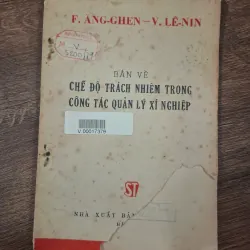 F. ĂNG-GHEN — V. LÊ-NIN
BÀN VỀ
CHẾ ĐỘ TRÁCH NHIỆM TRONG
CÔNG TÁC QUẢN LÝ XÍ NGHIỆP
V 00017379
ST
NHÀ XUẤT BẢN